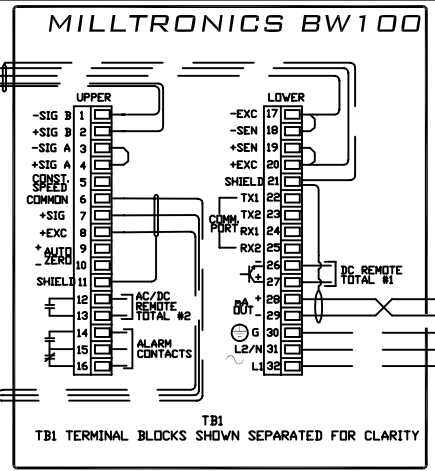 MILLTRONICS BW100
UPPER
-SIG B 1
+SIG B 2
-SIG A 3
+SIG A 4
CONST. SPEED 5
COMMON 6
+SIG 7
+EXC 8
+ AUTO 9
- ZERO 10
SHIELD 11
12 AC/DC
REMOTE
13 TOTAL #2
14
15 ALARM
CONTACTS
16
LOWER
-EXC 17
-SEN 18
+SEN 19
+EXC 20
SHIELD 21
COMM. PORT
TX1 22
TX2 23
RX1 24
RX2 25
- 26 DC REMOTE
+ 27 TOTAL #1
mA OUT
+ 28
- 29
G 30
L2/N 31
L1 32
TB1
TB1 TERMINAL BLOCKS SHOWN SEPARATED FOR CLARITY